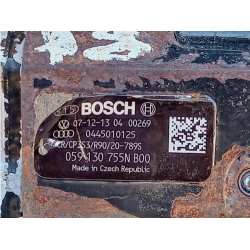 BOSCH
07-12-13 04 00269
0445010125
CR/CP3S3/R90/20-789S
059 130 755N B00
Made in Czech Republic